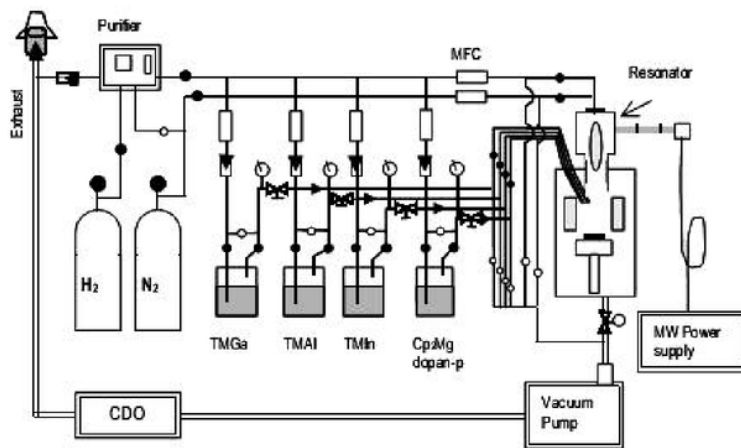 Purifier
MFC
Resonator
Exhaust
H₂
N₂
TMGa
TMAl
TMIn
Cp₂Mg
dopan-p
MW Power
supply
CDO
Vacuum
Pump